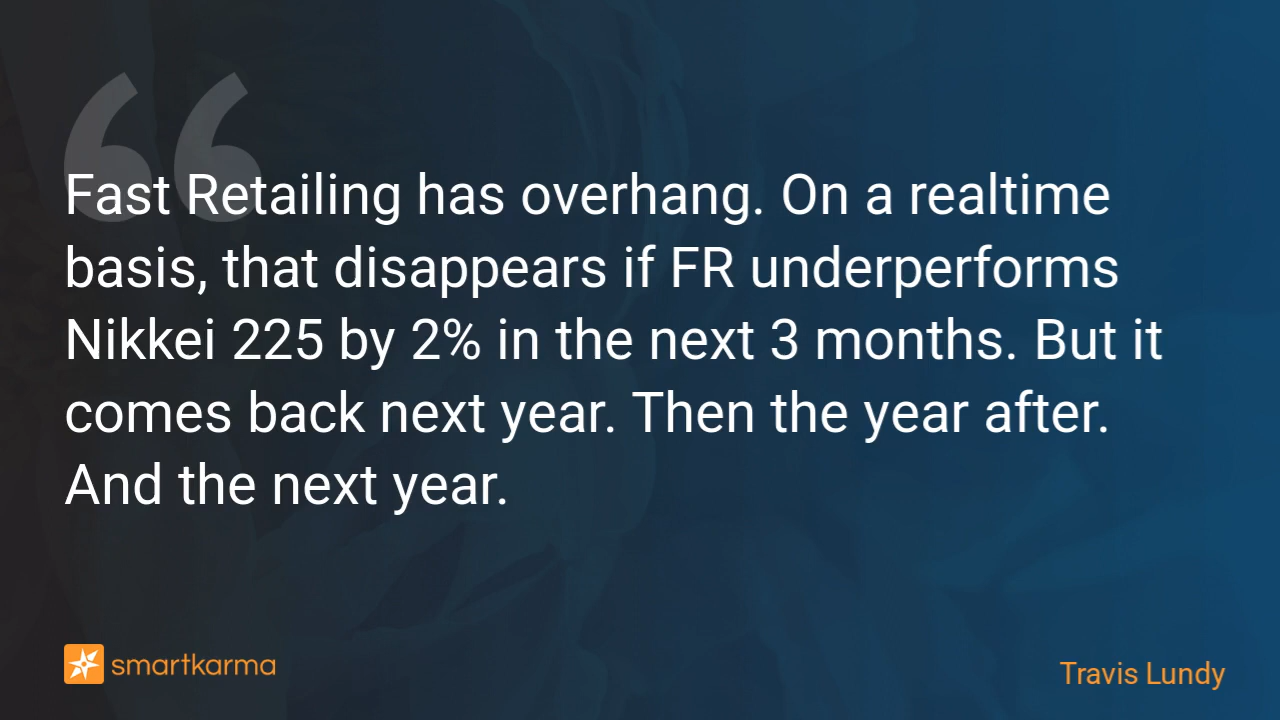 Fast Retailing has overhang. On a realtime
basis, that disappears if FR underperforms
Nikkei 225 by 2% in the next 3 months. But it
comes back next year. Then the year after.
And the next year.
smartkarma
Travis Lundy